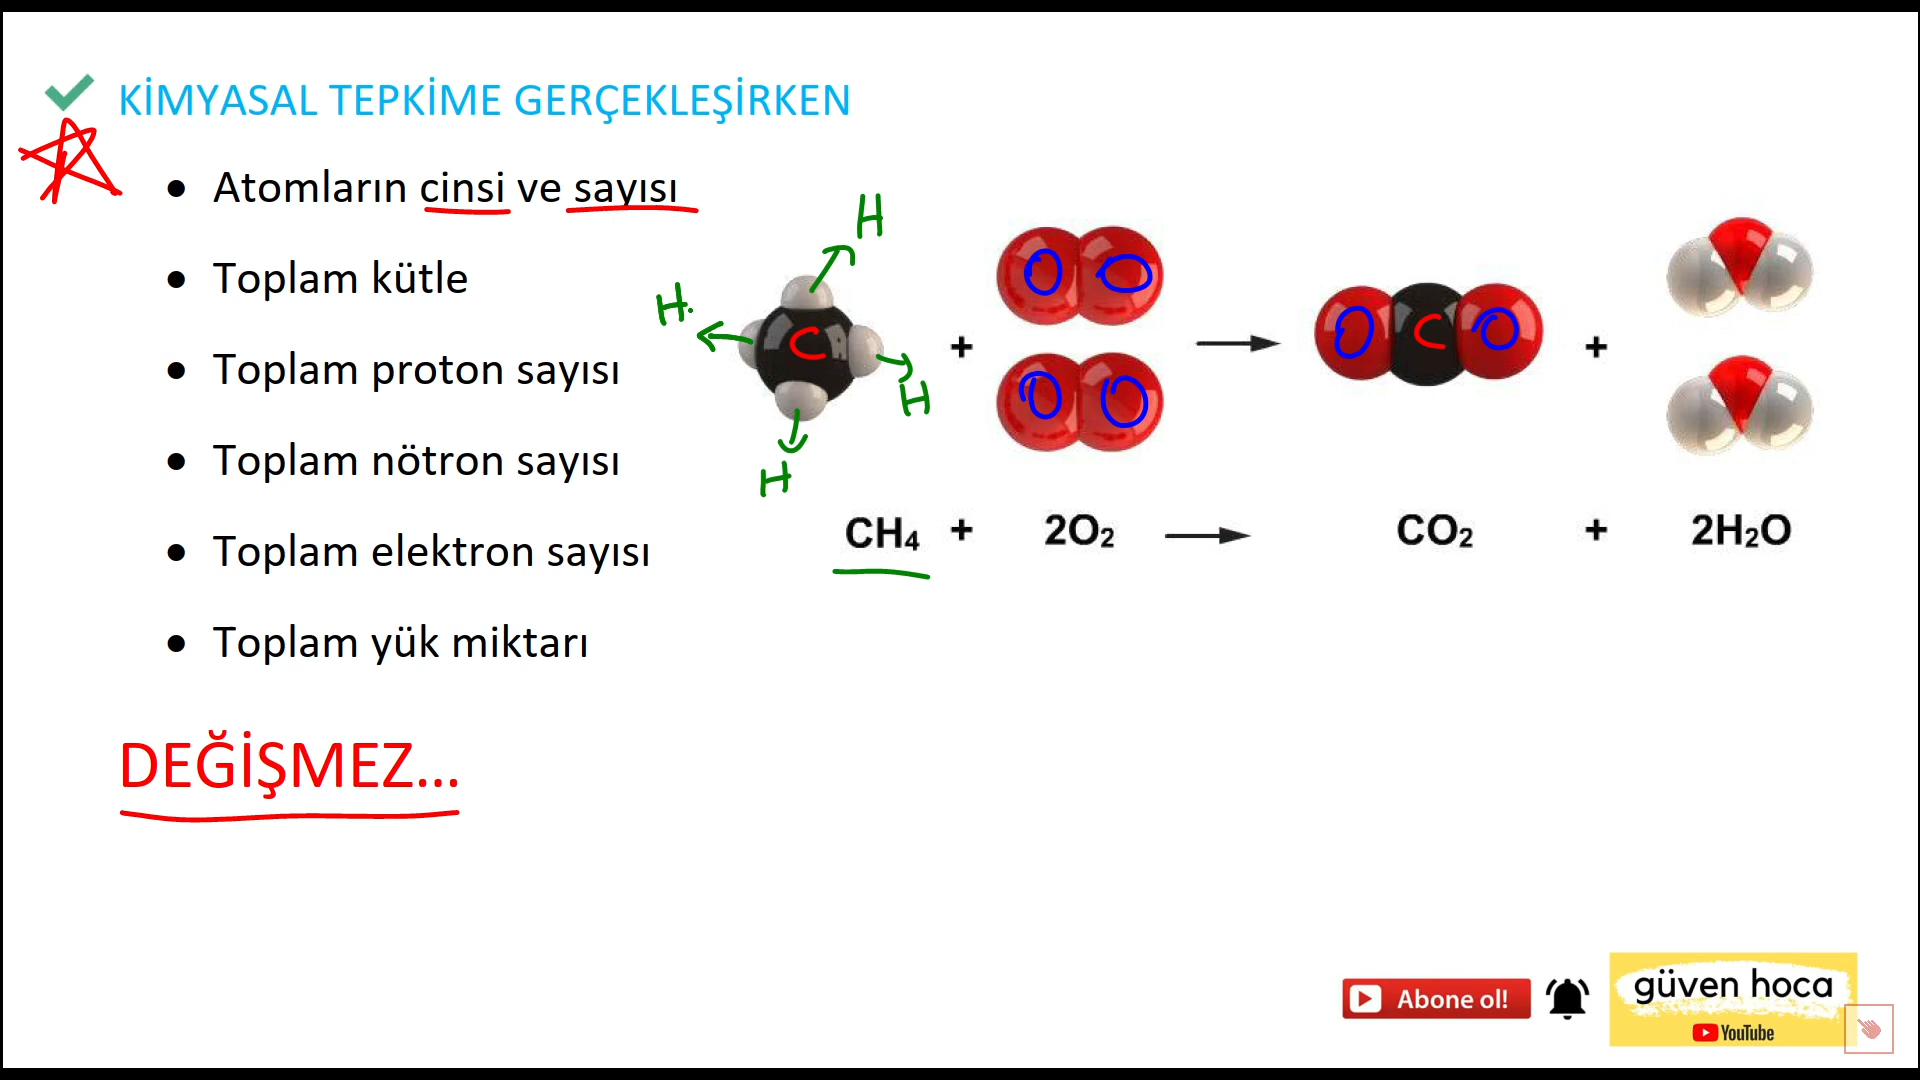 KİMYASAL TEPKİME GERÇEKLEŞİRKEN
• Atomların cinsi ve sayısı
• Toplam kütle
• Toplam proton sayısı
• Toplam nötron sayısı
• Toplam elektron sayısı
• Toplam yük miktarı
DEĞİŞMEZ...
H
H
C
H
H
+
O O
O O
O C O
+
CH₄ + 2O₂ → CO₂ + 2H₂O
Abone ol!
güven hoca
YouTube